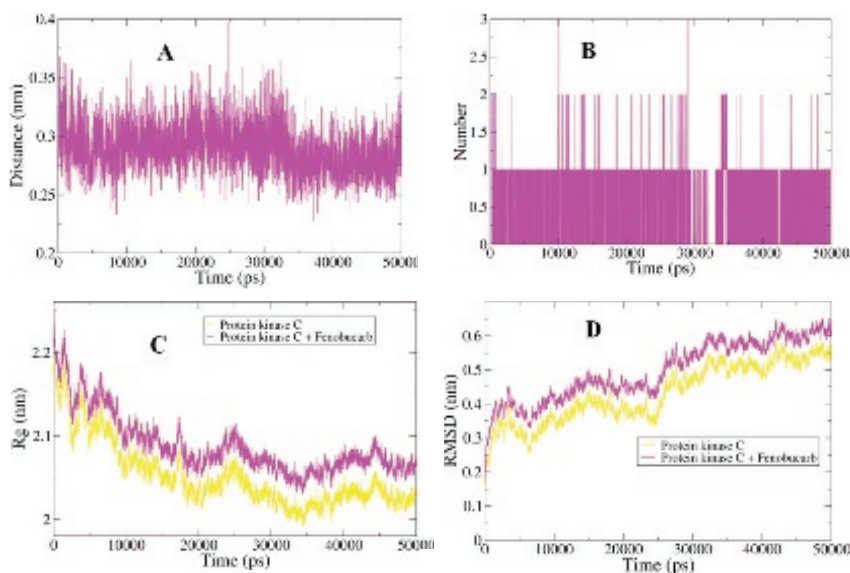 A
Distance (nm)
0.4
0.35
0.3
0.25
0.2
0 10000 20000 30000 40000 50000
Time (ps)
B
Number
3
2.5
2
1.5
1
0.5
0
0 10000 20000 30000 40000 50000
Time (ps)
C
Protein kinase C
Protein kinase C + Fenobucarb
Rg (nm)
2.2
2.1
2
0 10000 20000 30000 40000 50000
Time (ps)
D
RMSD (nm)
0.6
0.5
0.4
0.3
0.2
0.1
0
Protein kinase C
Protein kinase C + Fenobucarb
0 10000 20000 30000 40000 50000
Time (ps)